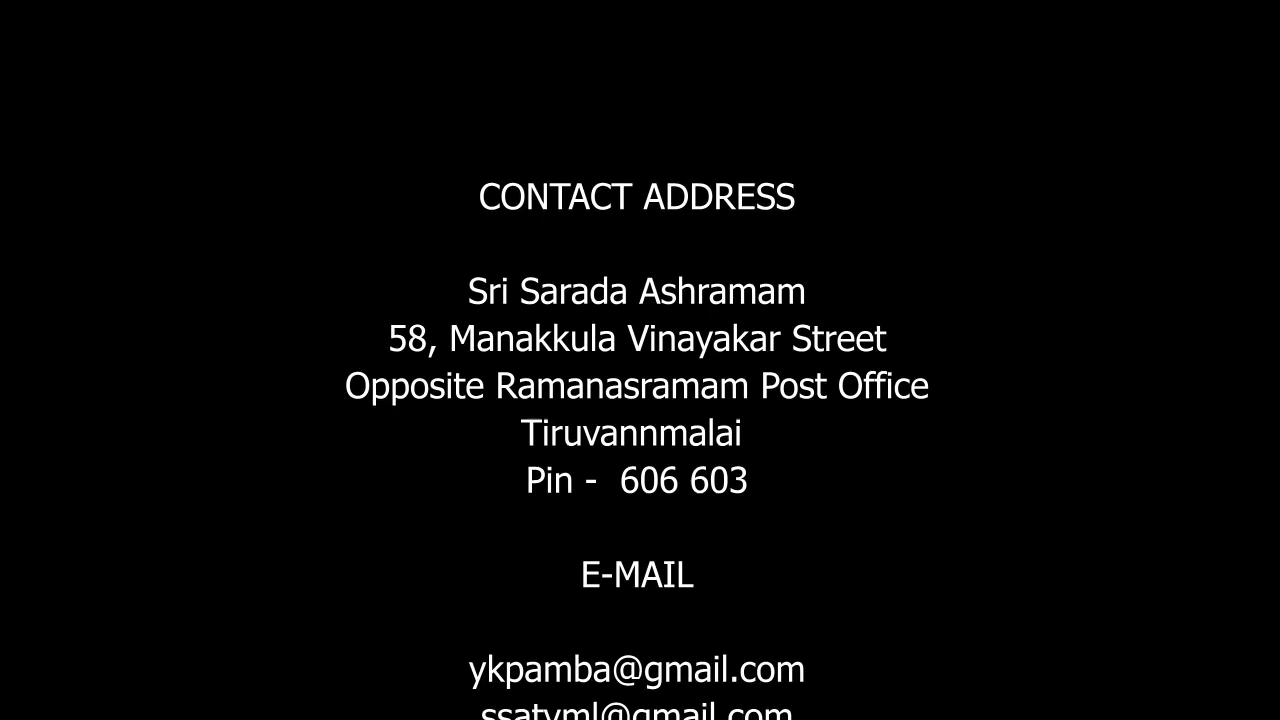 CONTACT ADDRESS
Sri Sarada Ashramam
58, Manakkula Vinayakar Street
Opposite Ramanasramam Post Office
Tiruvannmalai
Pin -  606 603
E-MAIL
ykpamba@gmail.com